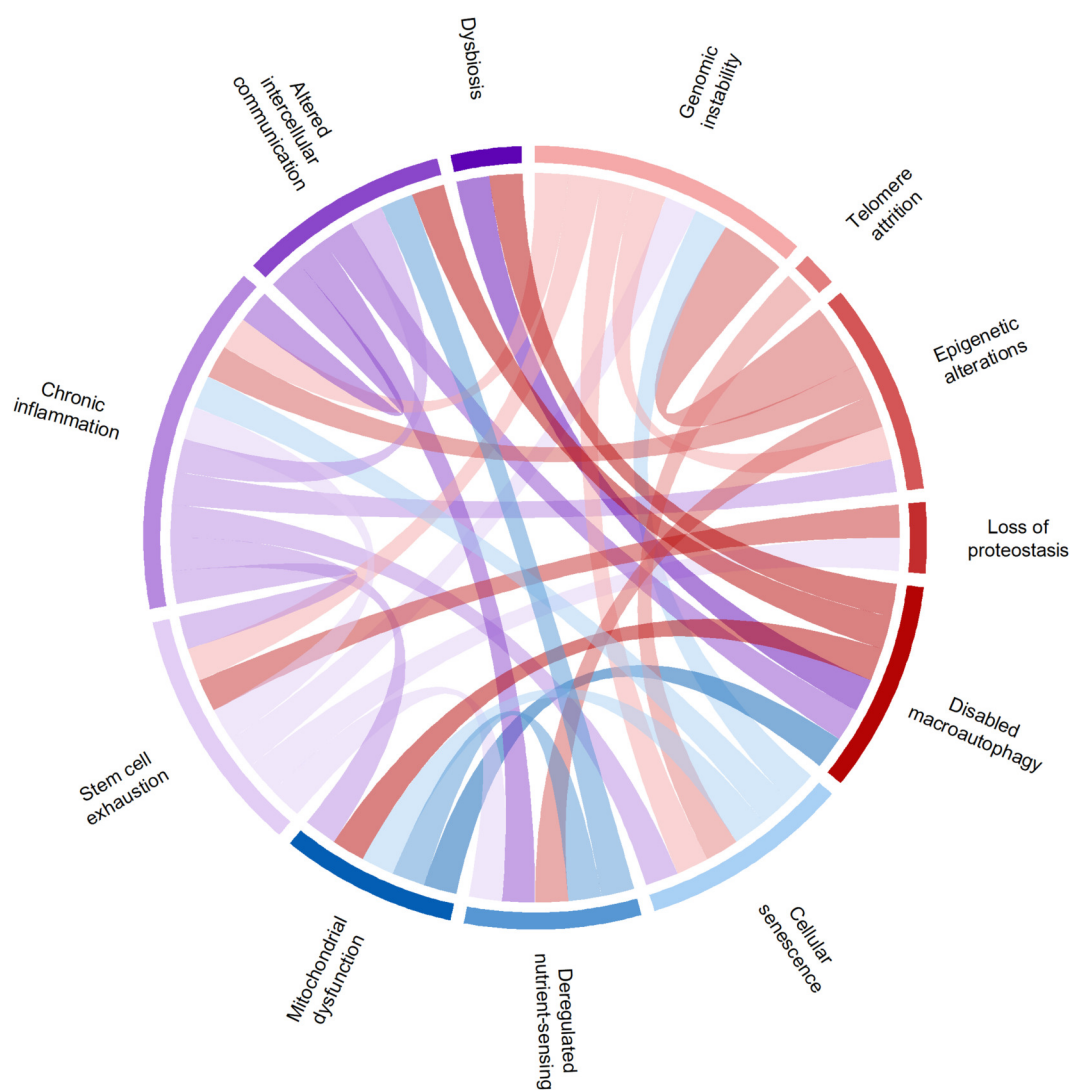 Dysbiosis
Genomic
instability
Telomere
attrition
Epigenetic
alterations
Loss of
proteostasis
Disabled
macroautophagy
Cellular
senescence
Deregulated
nutrient-sensing
Mitochondrial
dysfunction
Stem cell
exhaustion
Chronic
inflammation
Altered
intercellular
communication